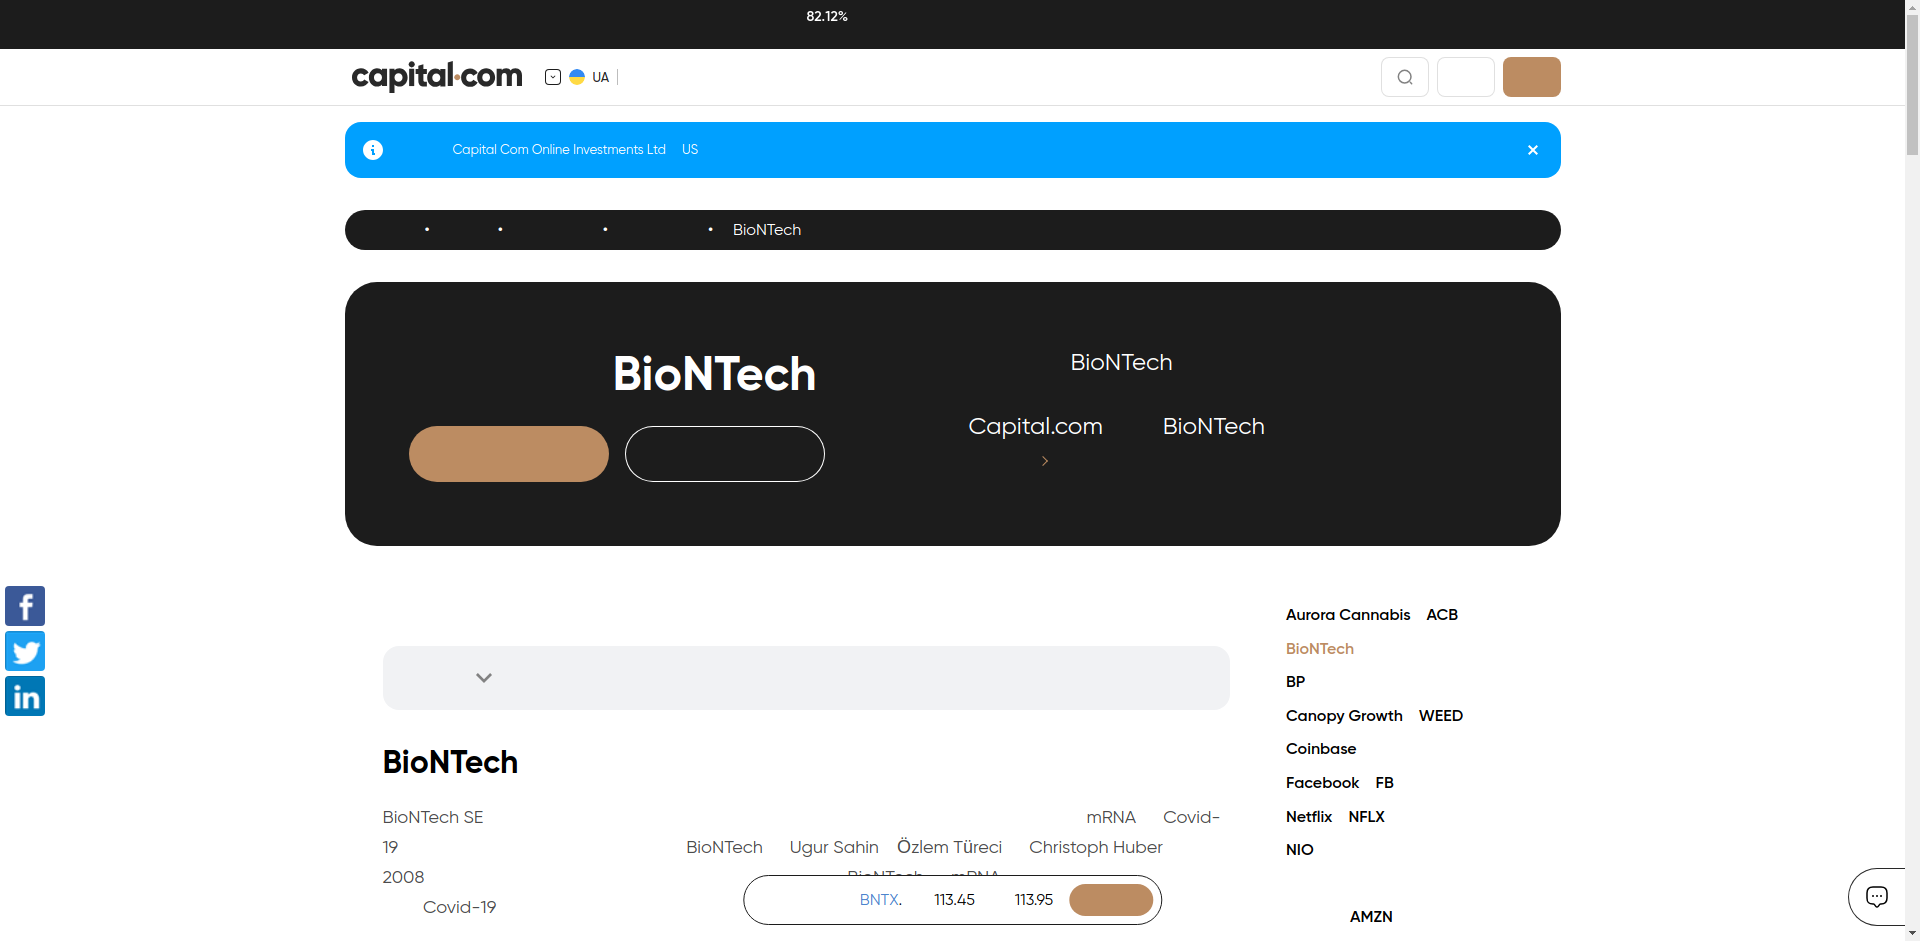 82.12%
capital.com UA
Capital Com Online Investments Ltd US
• • • • BioNTech
BioNTech
BioNTech
Capital.com BioNTech
Aurora Cannabis ACB
BioNTech
BP
Canopy Growth WEED
Coinbase
Facebook FB
Netflix NFLX
NIO
AMZN
BioNTech
BioNTech SE mRNA Covid-
19 BioNTech Ugur Sahin Özlem Türeci Christoph Huber
2008 BioNTech mRNA
Covid-19
BNTX. 113.45 113.95